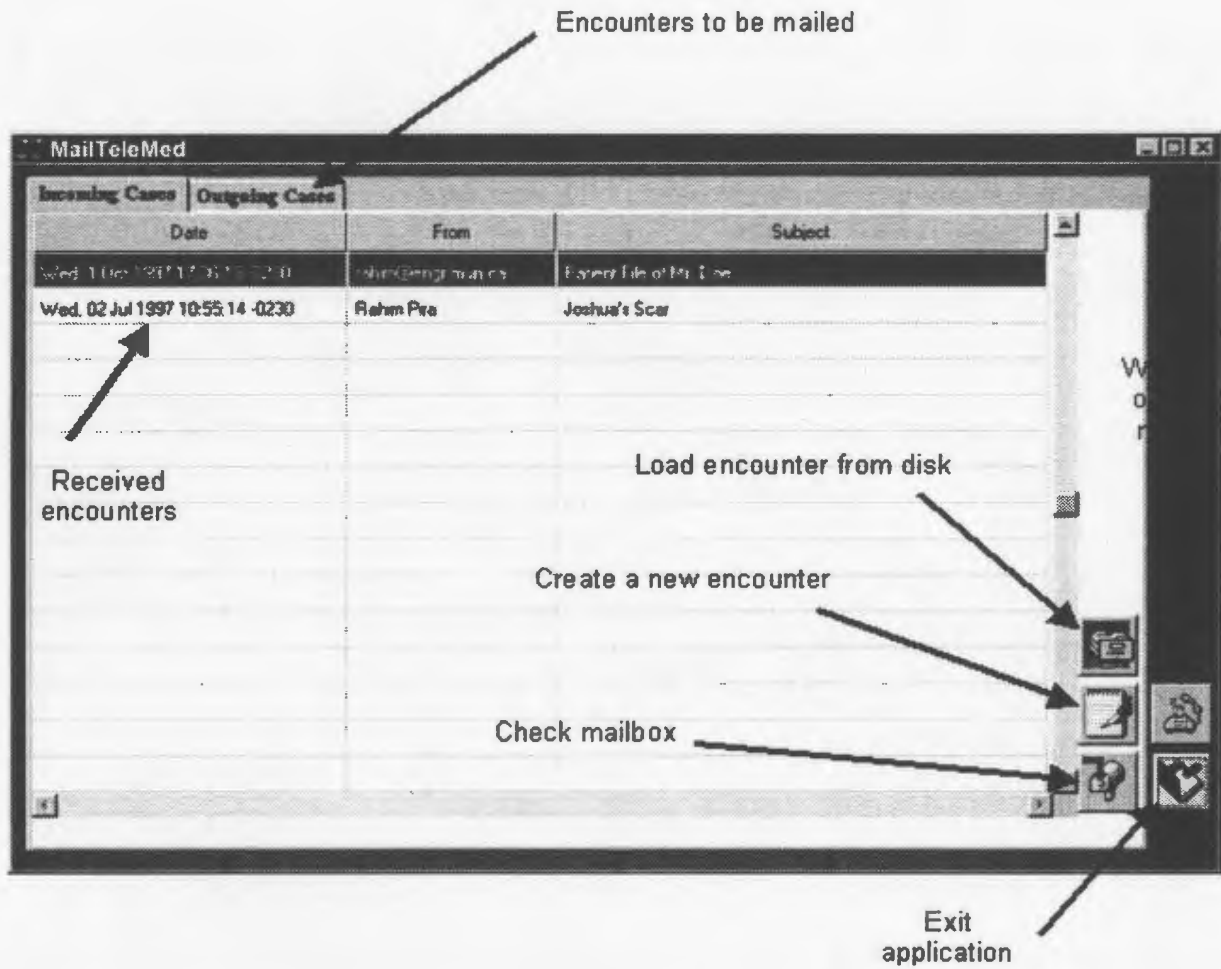 Encounters to be mailed
MailTeleMed
Incoming Cases Outgoing Cases
Date From Subject
Wed, 02 Jul 1997 10:55:14 -0230 Rahim Pira Joshua's Scar
W
o
r
Received
encounters
Load encounter from disk
Create a new encounter
Check mailbox
Exit
application